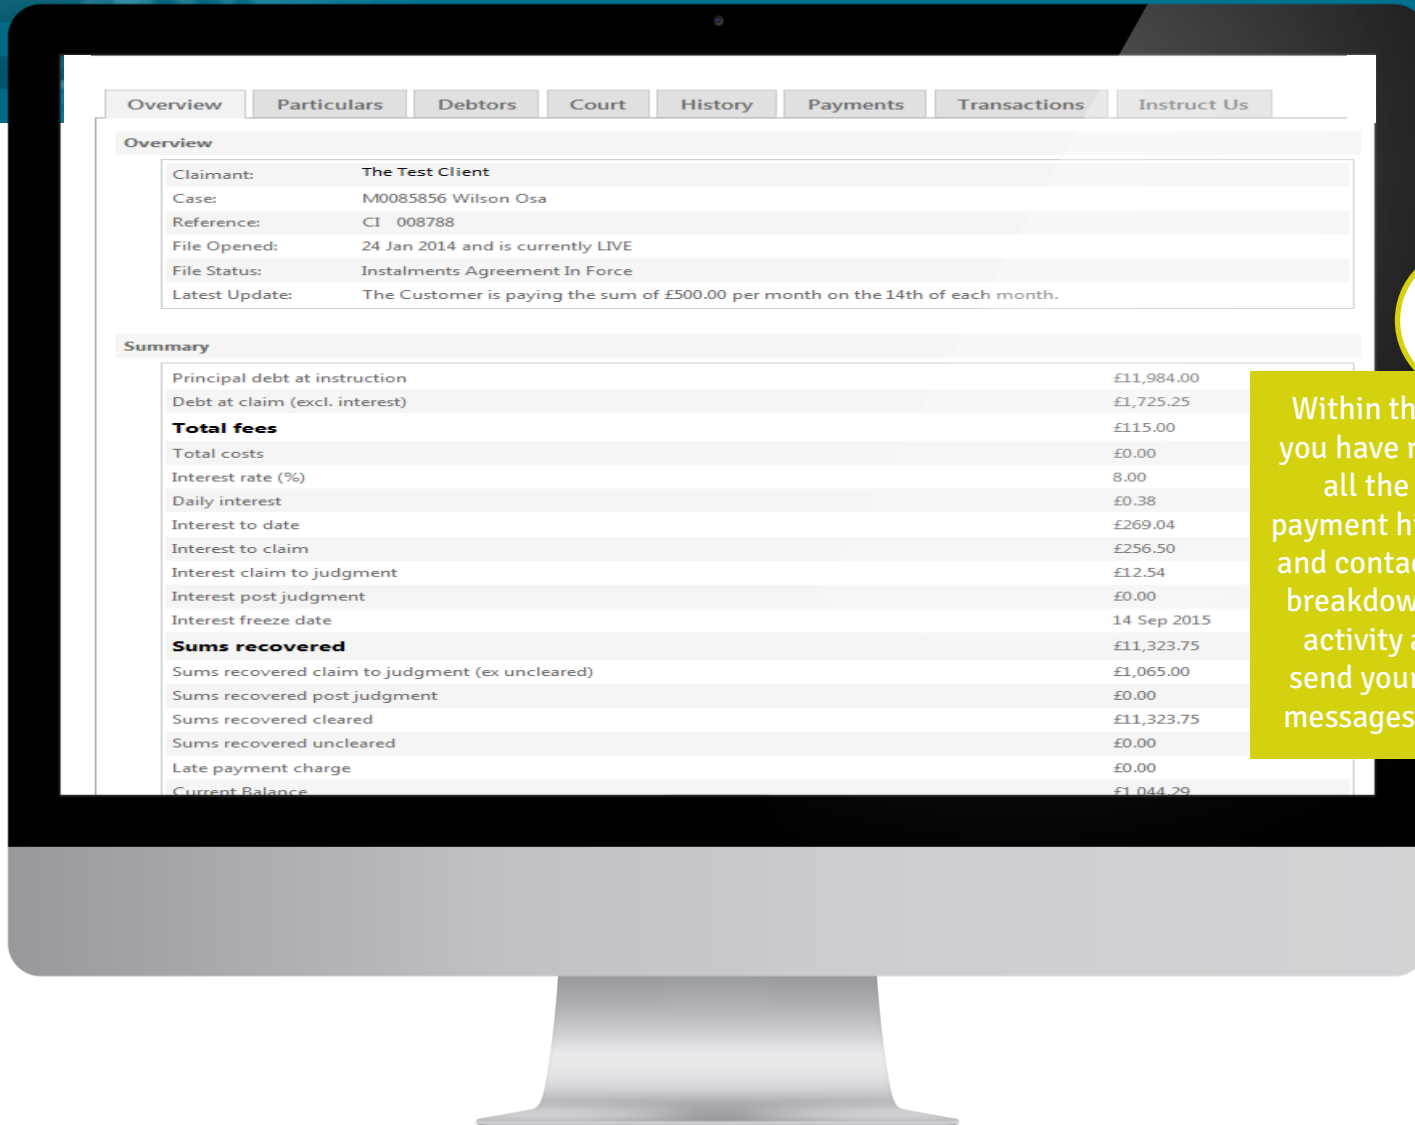 Overview Particulars Debtors Court History Payments Transactions Instruct Us
Overview
Claimant: The Test Client
Case: M0085856 Wilson Osa
Reference: CI 008788
File Opened: 24 Jan 2014 and is currently LIVE
File Status: Instalments Agreement In Force
Latest Update: The Customer is paying the sum of £500.00 per month on the 14th of each month.
Summary
Principal debt at instruction £11,984.00
Debt at claim (excl. interest) £1,725.25
Total fees £115.00
Total costs £0.00
Interest rate (%) 8.00
Daily interest £0.38
Interest to date £269.04
Interest to claim £256.50
Interest claim to judgment £12.54
Interest post judgment £0.00
Interest freeze date 14 Sep 2015
Sums recovered £11,323.75
Sums recovered claim to judgment (ex uncleared) £1,065.00
Sums recovered post judgment £0.00
Sums recovered cleared £11,323.75
Sums recovered uncleared £0.00
Late payment charge £0.00
Current Balance £1,044.29
Within
you have
all the
payment
and
activity
send your
messages